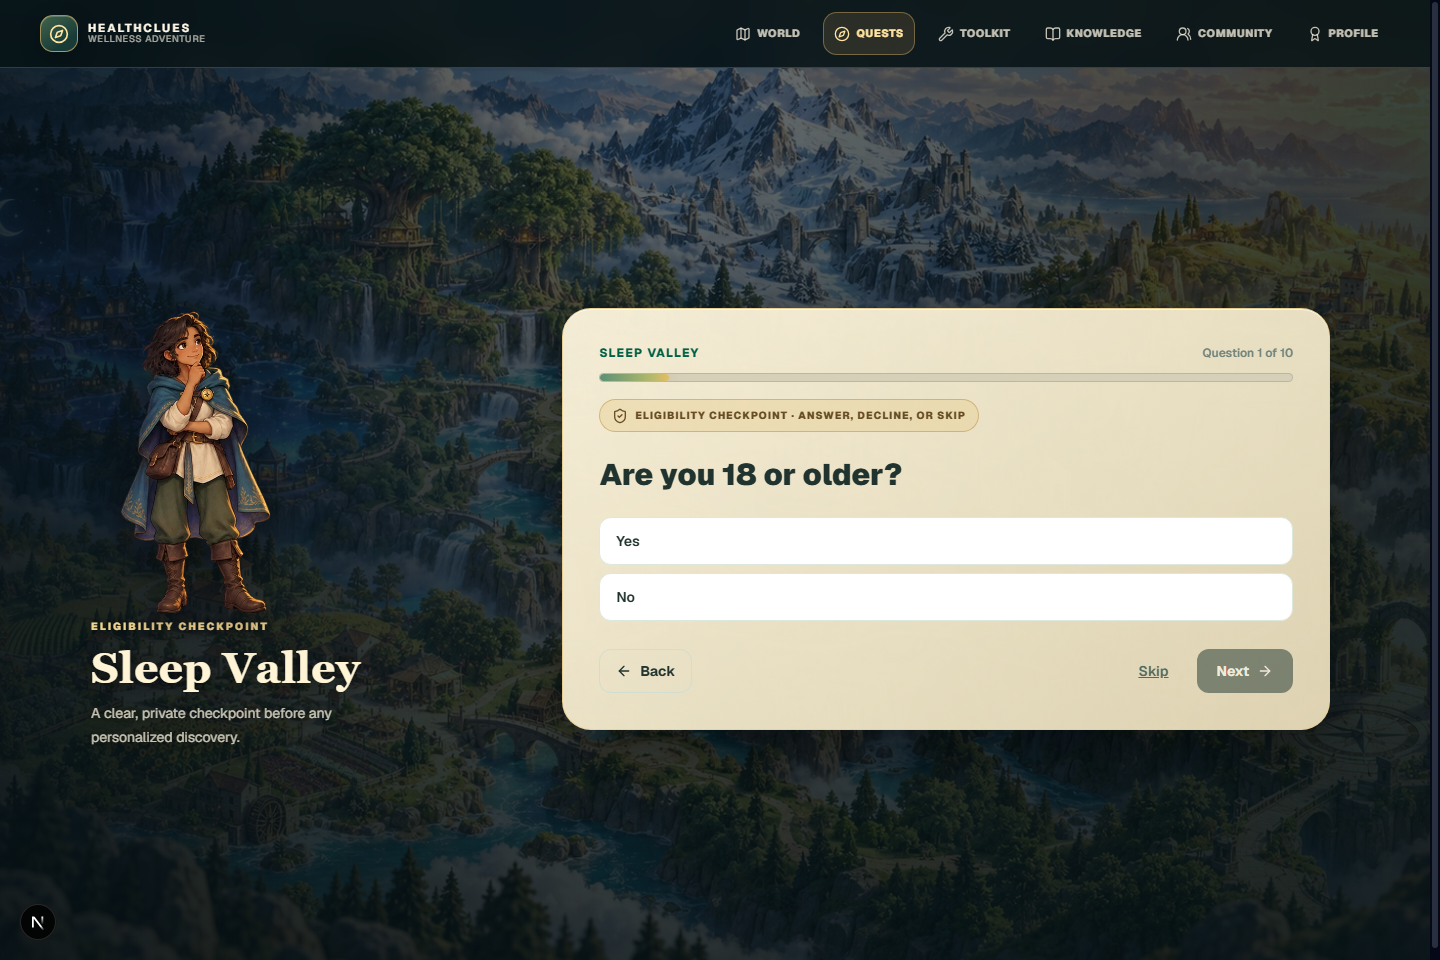 HEALTHCLUES
WELLNESS ADVENTURE
WORLD
QUESTS
TOOLKIT
KNOWLEDGE
COMMUNITY
PROFILE
SLEEP VALLEY
Question 1 of 10
ELIGIBILITY CHECKPOINT · ANSWER, DECLINE, OR SKIP
Are you 18 or older?
Yes
No
Back
Skip
Next
ELIGIBILITY CHECKPOINT
Sleep Valley
A clear, private checkpoint before any
personalized discovery.
N